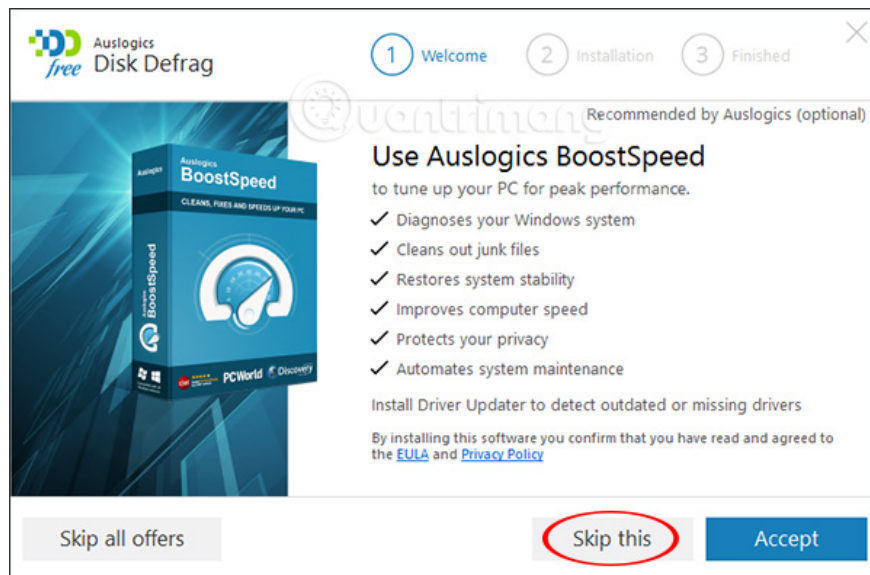 Auslogics
Disk Defrag
free
1 Welcome
2 Installation
3 Finished
Quantrimang
Recommended by Auslogics (optional)
Auslogics
BoostSpeed
CLEANS, FIXES AND SPEEDS UP YOUR PC
Auslogics
BoostSpeed
PCWorld Discovery
Use Auslogics BoostSpeed
to tune up your PC for peak performance.
✓ Diagnoses your Windows system
✓ Cleans out junk files
✓ Restores system stability
✓ Improves computer speed
✓ Protects your privacy
✓ Automates system maintenance
Install Driver Updater to detect outdated or missing drivers
By installing this software you confirm that you have read and agreed to
the EULA and Privacy Policy
Skip all offers
Skip this
Accept